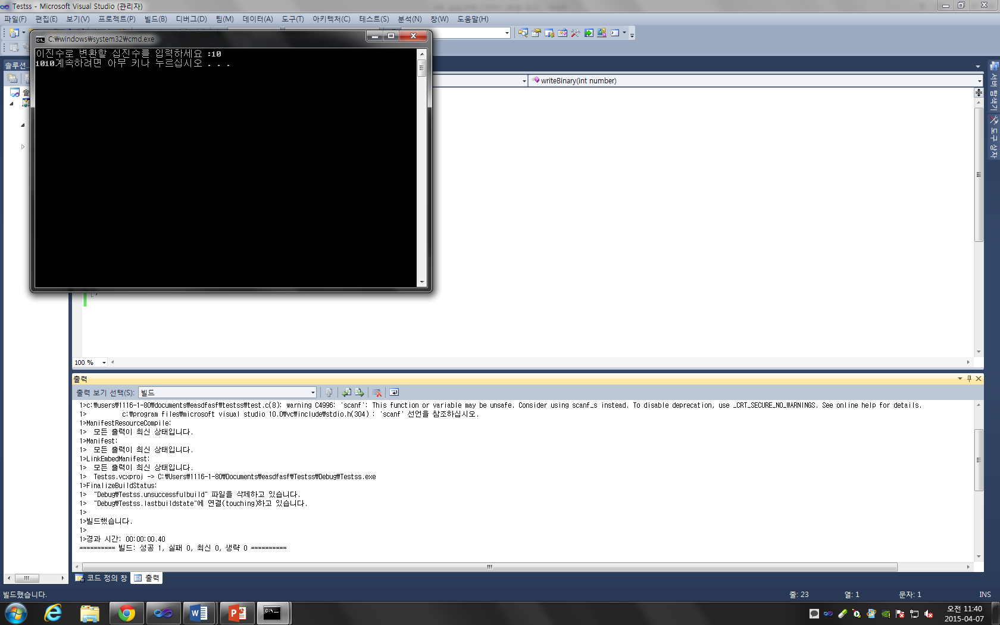 Testss - Microsoft Visual Studio (관리자)
파일(F) 편집(E) 보기(V) 프로젝트(P) 빌드(B) 디버그(D) 팀(M) 데이터(A) 도구(T) 아키텍처(C) 테스트(S) 분석(N) 창(W) 도움말(H)
C:\windows\system32\cmd.exe
이진수로 변환할 십진수를 입력하세요 :10
1010계속하려면 아무 키나 누르십시오 . . .
솔루션...
솔
writeBinary(int number)
서버 탐색기
도구 상자
100 %
출력
출력 보기 선택(S): 빌드
1>c:\users\1116-1-80\documents\easdfasf\testss\test.c(8): warning C4996: 'scanf': This function or variable may be unsafe. Consider using scanf_s instead. To disable deprecation, use _CRT_SECURE_NO_WARNINGS. See online help for details.
1> c:\program files\microsoft visual studio 10.0\vc\include\stdio.h(304) : 'scanf' 선언을 참조하십시오.
1>ManifestResourceCompile:
1> 모든 출력이 최신 상태입니다.
1>Manifest:
1> 모든 출력이 최신 상태입니다.
1>LinkEmbedManifest:
1> 모든 출력이 최신 상태입니다.
1> Testss.vcxproj -> C:\Users\1116-1-80\Documents\easdfasf\Testss\Debug\Testss.exe
1>FinalizeBuildStatus:
1> "Debug\Testss.unsuccessfulbuild" 파일을 삭제하고 있습니다.
1> "Debug\Testss.lastbuildstate"에 연결(touching)하고 있습니다.
1>
1>빌드했습니다.
1>
1>경과 시간: 00:00:00.40
========== 빌드: 성공 1, 실패 0, 최신 0, 생략 0 ==========
코드 정의 창 출력
빌드했습니다. 줄: 23 열: 1 문자: 1 INS
오전 11:40
2015-04-07